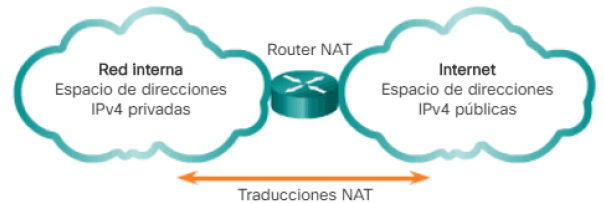 Router NAT
Red interna
Espacio de direcciones
IPv4 privadas
Internet
Espacio de direcciones
IPv4 públicas
Traducciones NAT